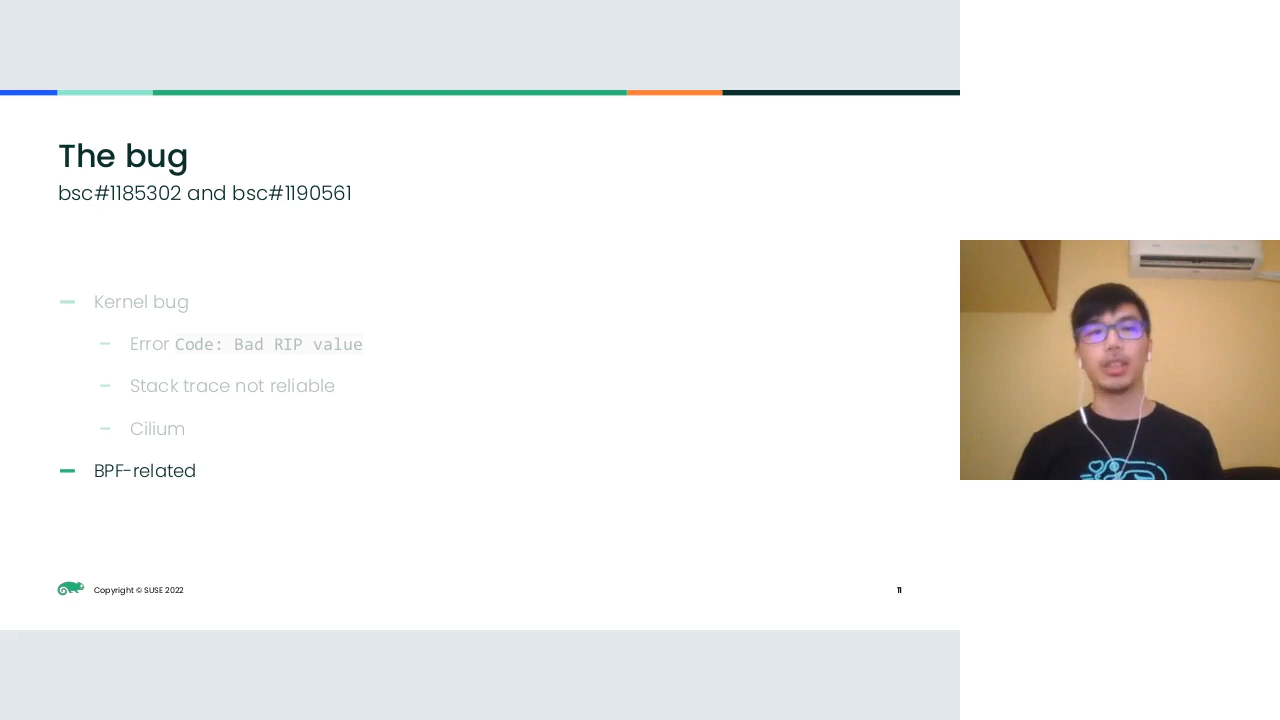 The bug
bsc#1185302 and bsc#1190561
Kernel bug
Error Code: Bad RIP value
Stack trace not reliable
Cilium
BPF-related
Copyright © SUSE 2022
11